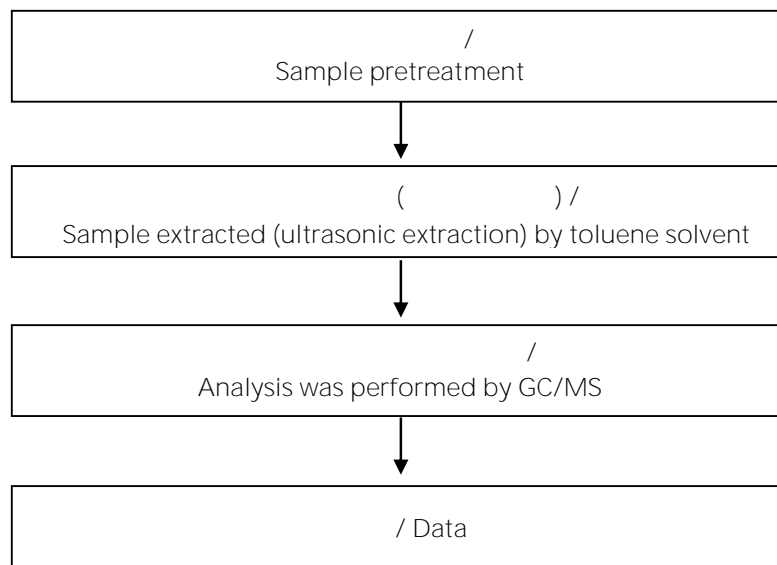 /
Sample pretreatment
( ) /
Sample extracted (ultrasonic extraction) by toluene solvent
/
Analysis was performed by GC/MS
/ Data